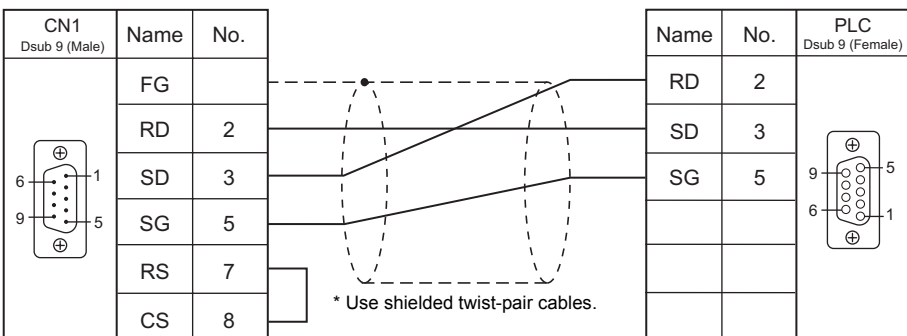 CN1
Dsub 9 (Male)
Name No.
FG
RD 2
SD 3
SG 5
RS 7
CS 8
6 1
9 5
* Use shielded twist-pair cables.
Name No.
PLC
Dsub 9 (Female)
RD 2
SD 3
SG 5
9 5
6 1